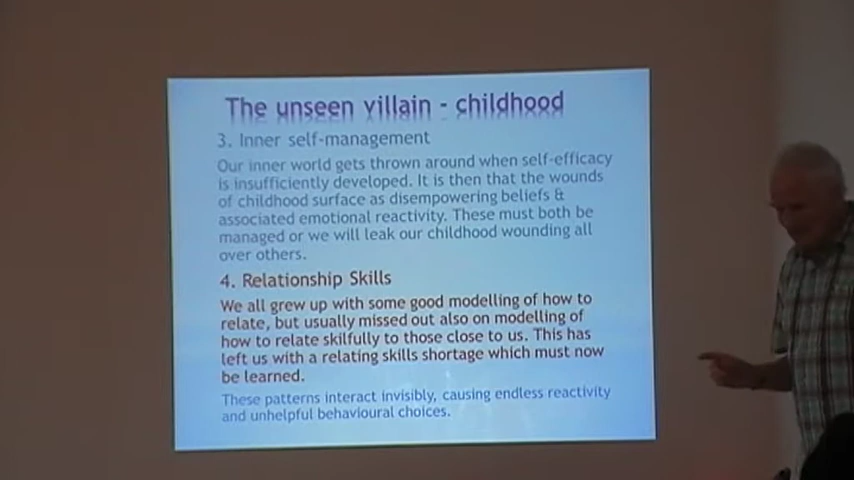 The unseen villain - childhood
3. Inner self-management
Our inner world gets thrown around when self-efficacy
is insufficiently developed. It is then that the wounds
of childhood surface as disempowering beliefs &
associated emotional reactivity. These must both be
managed or we will leak our childhood wounding all
over others.
4. Relationship Skills
We all grew up with some good modelling of how to
relate, but usually missed out also on modelling of
how to relate skilfully to those close to us. This has
left us with a relating skills shortage which must now
be learned.
These patterns interact invisibly, causing endless reactivity
and unhelpful behavioural choices.